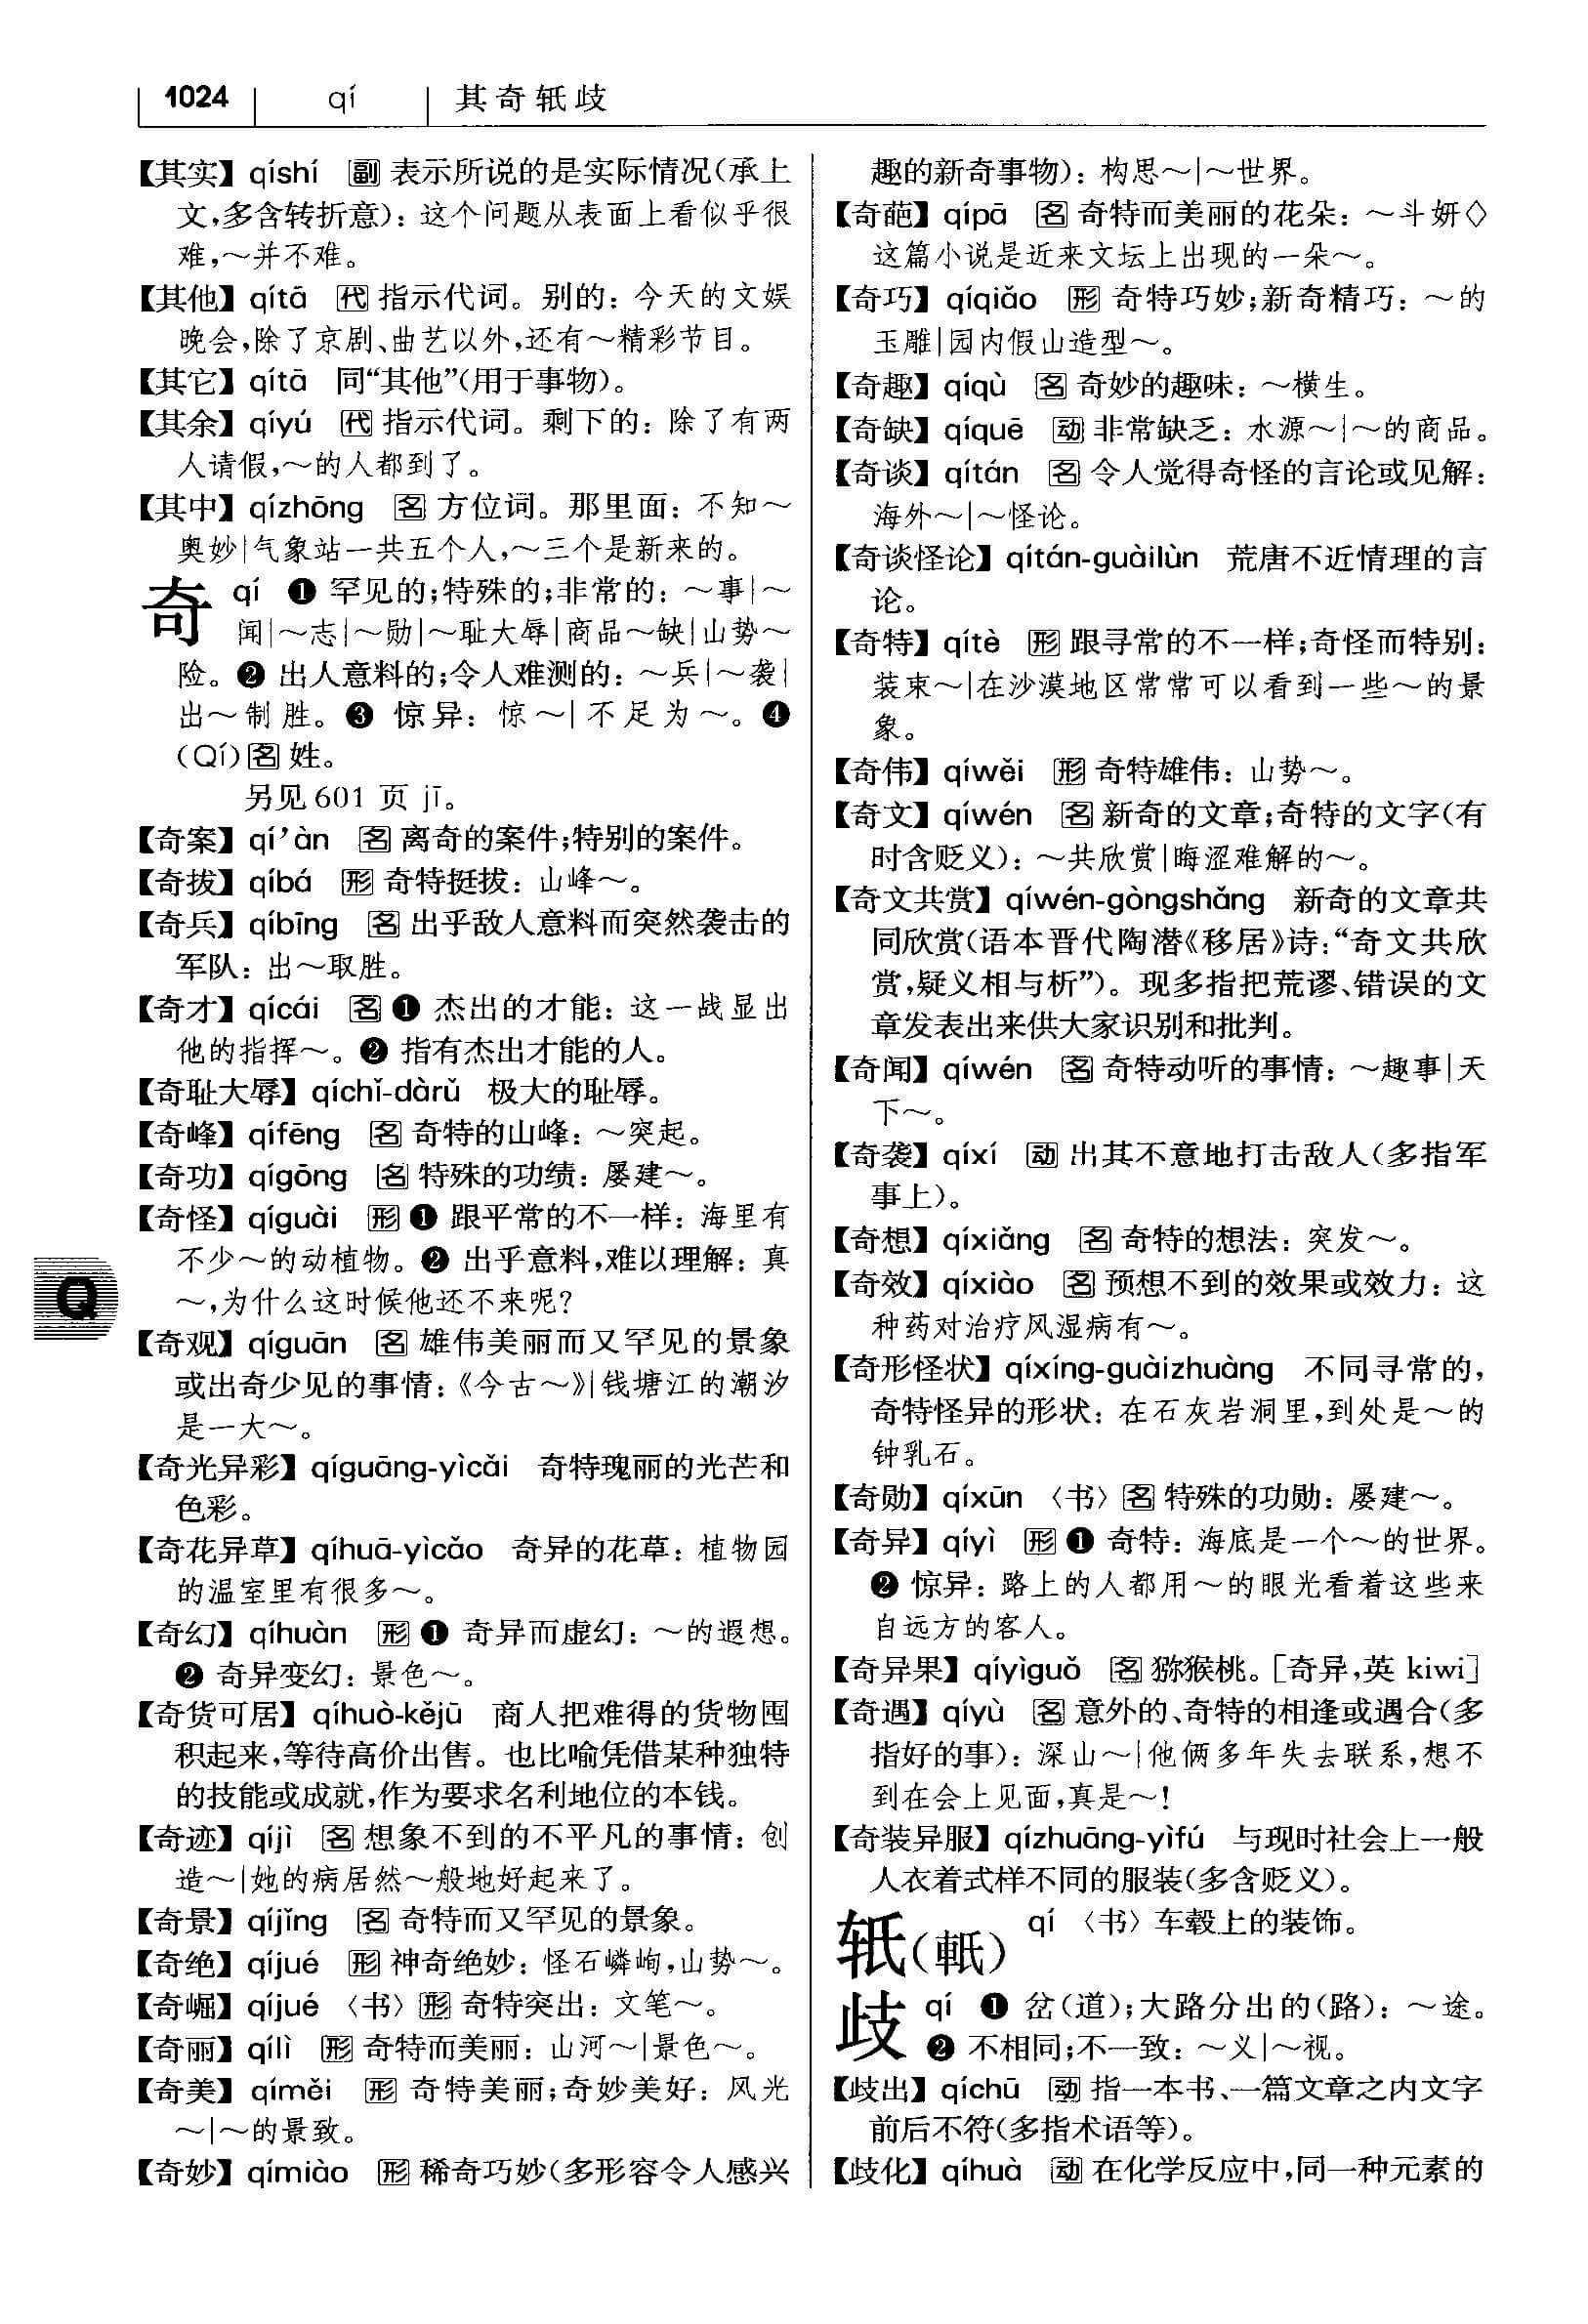 1024 qí 其奇䡋歧
【其实】 qíshí 副 表示所说的是实际情况(承上
文,多含转折意):这个问题从表面上看似乎很
难,～并不难。
【其他】 qítā 代 指示代词。别的:今天的文娱
晚会,除了京剧、曲艺以外,还有～精彩节目。
【其它】 qítā 同“其他”(用于事物)。
【其余】 qíyú 代 指示代词。剩下的:除了有两
人请假,～的人都到了。
【其中】 qízhōng 名 方位词。那里面:不知～
奥妙|气象站一共五个人,～三个是新来的。
奇 qí ❶ 罕见的;特殊的;非常的:～事|～
闻|～志|～勋|～耻大辱|商品～缺|山势～
险。❷ 出人意料的;令人难测的:～兵|～袭|
出～制胜。❸ 惊异:惊～|不足为～。❹
(Qí)名 姓。
另见 601 页 jī。
【奇案】 qí’àn 名 离奇的案件;特别的案件。
【奇拔】 qíbá 形 奇特挺拔:山峰～。
【奇兵】 qíbīng 名 出乎敌人意料而突然袭击的
军队:出～取胜。
【奇才】 qícái 名 ❶ 杰出的才能:这一战显出
他的指挥～。❷ 指有杰出才能的人。
【奇耻大辱】 qíchǐ-dàrǔ 极大的耻辱。
【奇峰】 qífēng 名 奇特的山峰:～突起。
【奇功】 qígōng 名 特殊的功绩:屡建～。
【奇怪】 qíguài 形 ❶ 跟平常的不一样:海里有
不少～的动植物。❷ 出乎意料,难以理解:真
～,为什么这时候他还不来呢?
Q
【奇观】 qíguān 名 雄伟美丽而又罕见的景象
或出奇少见的事情:《今古～》|钱塘江的潮汐
是一大～。
【奇光异彩】 qíguāng-yìcǎi 奇特瑰丽的光芒和
色彩。
【奇花异草】 qíhuā-yìcǎo 奇异的花草:植物园
的温室里有很多～。
【奇幻】 qíhuàn 形 ❶ 奇异而虚幻:～的遐想。
❷ 奇异变幻:景色～。
【奇货可居】 qíhuò-kějū 商人把难得的货物囤
积起来,等待高价出售。也比喻凭借某种独特
的技能或成就,作为要求名利地位的本钱。
【奇迹】 qíjì 名 想象不到的不平凡的事情:创
造～|她的病居然～般地好起来了。
【奇景】 qíjǐng 名 奇特而又罕见的景象。
【奇绝】 qíjué 形 神奇绝妙:怪石嶙峋,山势～。
【奇崛】 qíjué 〈书〉形 奇特突出:文笔～。
【奇丽】 qílì 形 奇特而美丽:山河～|景色～。
【奇美】 qíměi 形 奇特美丽;奇妙美好:风光
～|～的景致。
【奇妙】 qímiào 形 稀奇巧妙(多形容令人感兴
趣的新奇事物):构思～|～世界。
【奇葩】 qípā 名 奇特而美丽的花朵:～斗妍◇
这篇小说是近来文坛上出现的一朵～。
【奇巧】 qíqiǎo 形 奇特巧妙;新奇精巧:～的
玉雕|园内假山造型～。
【奇趣】 qíqù 名 奇妙的趣味:～横生。
【奇缺】 qíquē 动 非常缺乏:水源～|～的商品。
【奇谈】 qítán 名 令人觉得奇怪的言论或见解:
海外～|～怪论。
【奇谈怪论】 qítán-guàilùn 荒唐不近情理的言
论。
【奇特】 qítè 形 跟寻常的不一样;奇怪而特别:
装束～|在沙漠地区常常可以看到一些～的景
象。
【奇伟】 qíwěi 形 奇特雄伟:山势～。
【奇文】 qíwén 名 新奇的文章;奇特的文字(有
时含贬义):～共欣赏|晦涩难解的～。
【奇文共赏】 qíwén-gòngshǎng 新奇的文章共
同欣赏(语本晋代陶潜《移居》诗:“奇文共欣
赏,疑义相与析”)。现多指把荒谬、错误的文
章发表出来供大家识别和批判。
【奇闻】 qíwén 名 奇特动听的事情:～趣事|天
下～。
【奇袭】 qíxí 动 出其不意地打击敌人(多指军
事上)。
【奇想】 qíxiǎng 名 奇特的想法:突发～。
【奇效】 qíxiào 名 预想不到的效果或效力:这
种药对治疗风湿病有～。
【奇形怪状】 qíxíng-guàizhuàng 不同寻常的,
奇特怪异的形状:在石灰岩洞里,到处是～的
钟乳石。
【奇勋】 qíxūn 〈书〉名 特殊的功勋:屡建～。
【奇异】 qíyì 形 ❶ 奇特:海底是一个～的世界。
❷ 惊异:路上的人都用～的眼光看着这些来
自远方的客人。
【奇异果】 qíyìguǒ 名 猕猴桃。[奇异,英 kiwi]
【奇遇】 qíyù 名 意外的、奇特的相逢或遇合(多
指好的事):深山～|他俩多年失去联系,想不
到在会上见面,真是～!
【奇装异服】 qízhuāng-yìfú 与现时社会上一般
人衣着式样不同的服装(多含贬义)。
轵(軝) qí 〈书〉车毂上的装饰。
歧 qí ❶ 岔(道);大路分出的(路):～途。
❷ 不相同;不一致:～义|～视。
【歧出】 qíchū 动 指一本书、一篇文章之内文字
前后不符(多指术语等)。
【歧化】 qíhuà 动 在化学反应中,同一种元素的